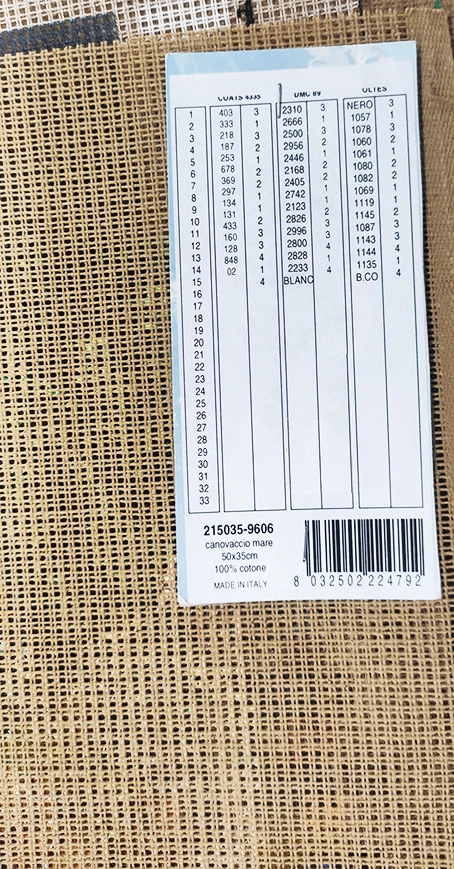 COATS 4335 DMC 89 OLTES
1 403 3 2310 3 NERO 3
2 333 1 2666 1 1057 1
3 218 3 2500 3 1078 3
4 187 2 2956 2 1060 2
5 253 1 2446 1 1061 1
6 678 2 2168 2 1080 2
7 369 2 2405 2 1082 2
8 297 1 2742 1 1069 1
9 134 1 2123 1 1119 1
10 131 2 2826 2 1145 2
11 433 3 2996 3 1087 3
12 160 3 2800 3 1143 3
13 128 4 2828 4 1144 4
14 848 1 2233 1 1135 1
15 02 4 BLANC 4 B.CO 4
16
17
18
19
20
21
22
23
24
25
26
27
28
29
30
31
32
33
215035-9606
canovaccio mare
50x35cm
100% cotone
MADE IN ITALY
8 032502 224792